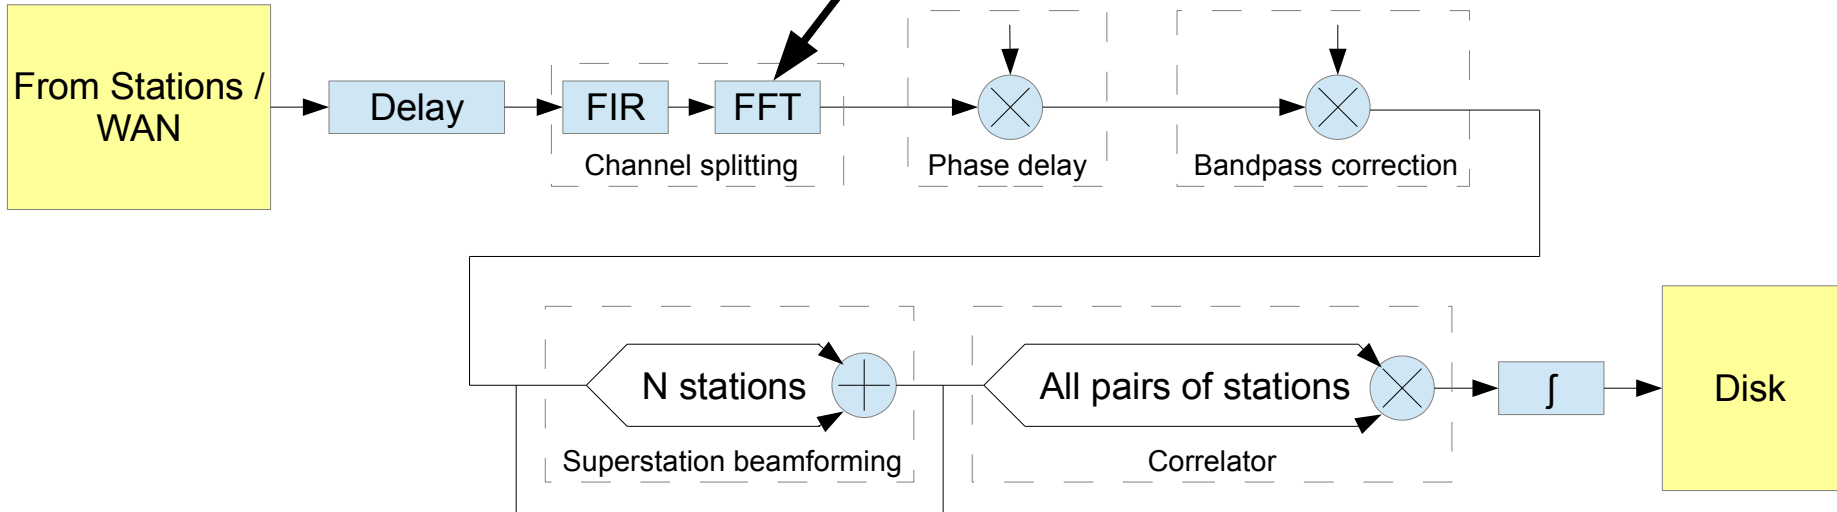 From Stations /
WAN
Delay
FIR
FFT
Channel splitting
Phase delay
Bandpass correction
N stations
Superstation beamforming
All pairs of stations
Correlator
∫
Disk